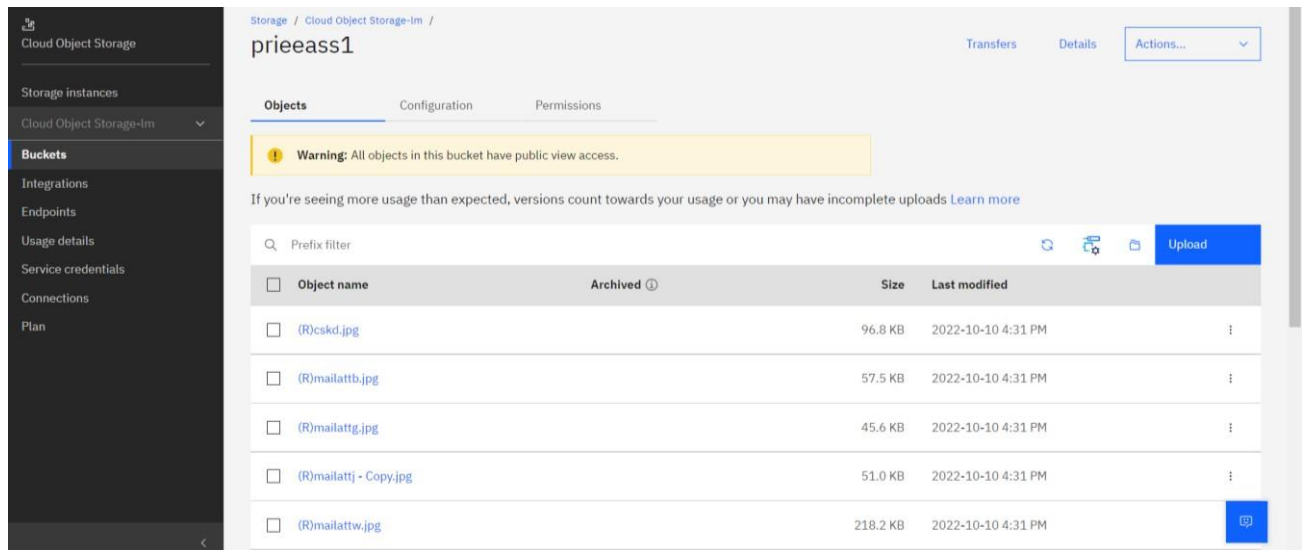 Cloud Object Storage
Storage instances
Cloud Object Storage-lm
Buckets
Integrations
Endpoints
Usage details
Service credentials
Connections
Plan
Storage / Cloud Object Storage-lm /
prieeass1
Transfers Details Actions...
Objects Configuration Permissions
Warning: All objects in this bucket have public view access.
If you're seeing more usage than expected, versions count towards your usage or you may have incomplete uploads Learn more
Prefix filter Upload
Object name Archived Size Last modified
(R)cskd.jpg 96.8 KB 2022-10-10 4:31 PM
(R)mailattb.jpg 57.5 KB 2022-10-10 4:31 PM
(R)mailattg.jpg 45.6 KB 2022-10-10 4:31 PM
(R)mailattj - Copy.jpg 51.0 KB 2022-10-10 4:31 PM
(R)mailattw.jpg 218.2 KB 2022-10-10 4:31 PM